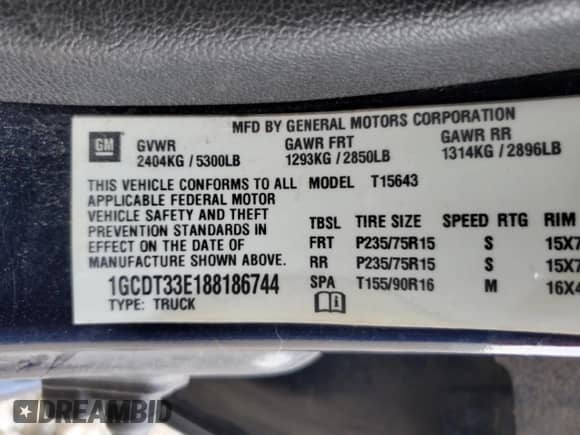 MFD BY GENERAL MOTORS CORPORATION
GM GVWR GAWR FRT GAWR RR
2404KG / 5300LB 1293KG / 2850LB 1314KG / 2896LB
THIS VEHICLE CONFORMS TO ALL MODEL T15643
APPLICABLE FEDERAL MOTOR
VEHICLE SAFETY AND THEFT TBSL TIRE SIZE SPEED RTG RIM
PREVENTION STANDARDS IN
EFFECT ON THE DATE OF FRT P235/75R15 S 15X7
MANUFACTURE SHOWN ABOVE. RR P235/75R15 S 15X7
1GCDT33E188186744 SPA T155/90R16 M 16X4
TYPE: TRUCK
DREAMBID